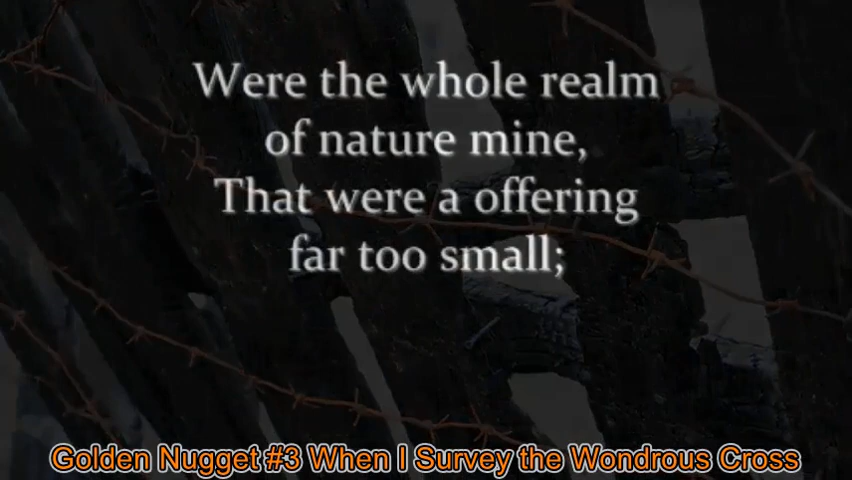 Were the whole realm
of nature mine,
That were a offering
far too small;
Golden Nugget #3 When I Survey the Wondrous Cross